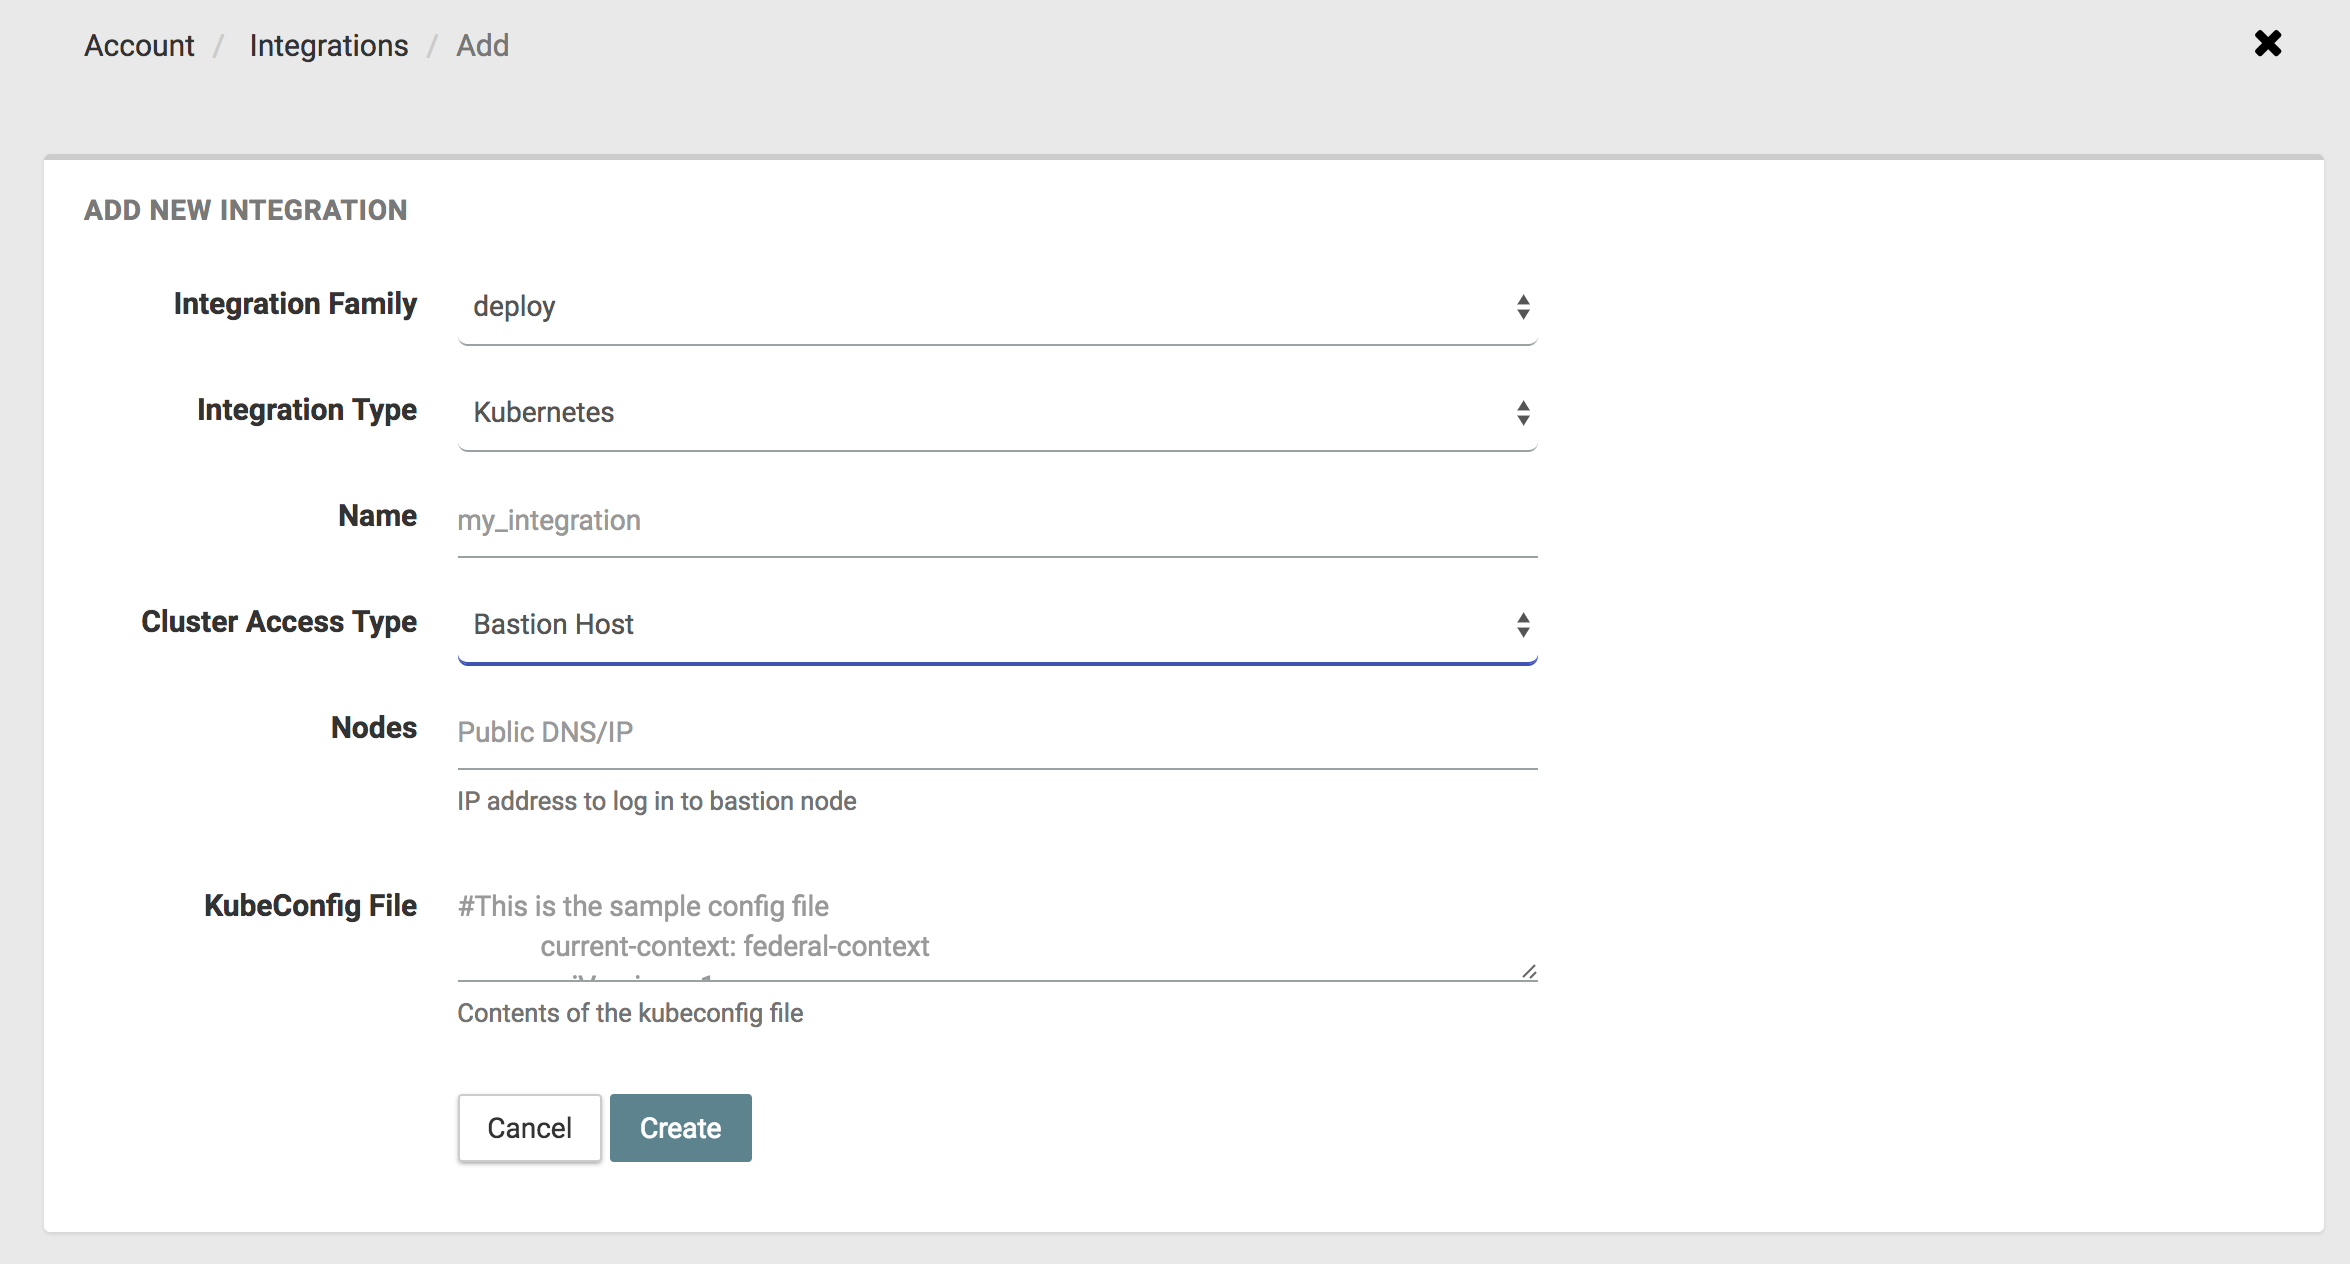 Account / Integrations / Add
ADD NEW INTEGRATION
Integration Family
deploy
Integration Type
Kubernetes
Name
my_integration
Cluster Access Type
Bastion Host
Nodes
Public DNS/IP
IP address to log in to bastion node
KubeConfig File
#This is the sample config file
current-context: federal-context
Contents of the kubeconfig file
Cancel
Create